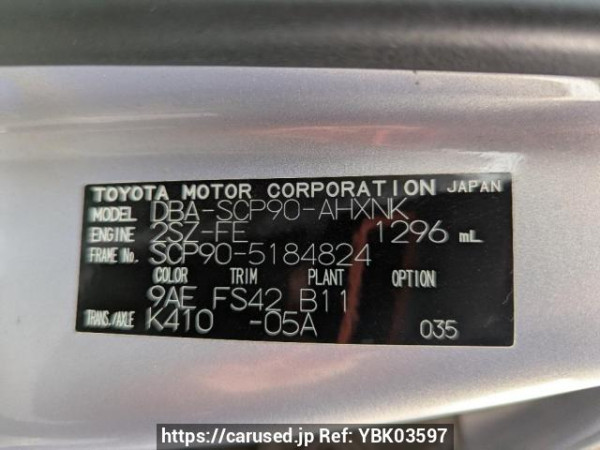 TOYOTA MOTOR CORPORATION JAPAN
MODEL DBA-SCP90-AHXNK
ENGINE 2SZ-FE 1296 mL
FRAME No. SCP90-5184824
COLOR TRIM PLANT OPTION
9AE FS42 B11
TRANS./AXLE K410 -05A 035
https://carused.jp Ref: YBK03597